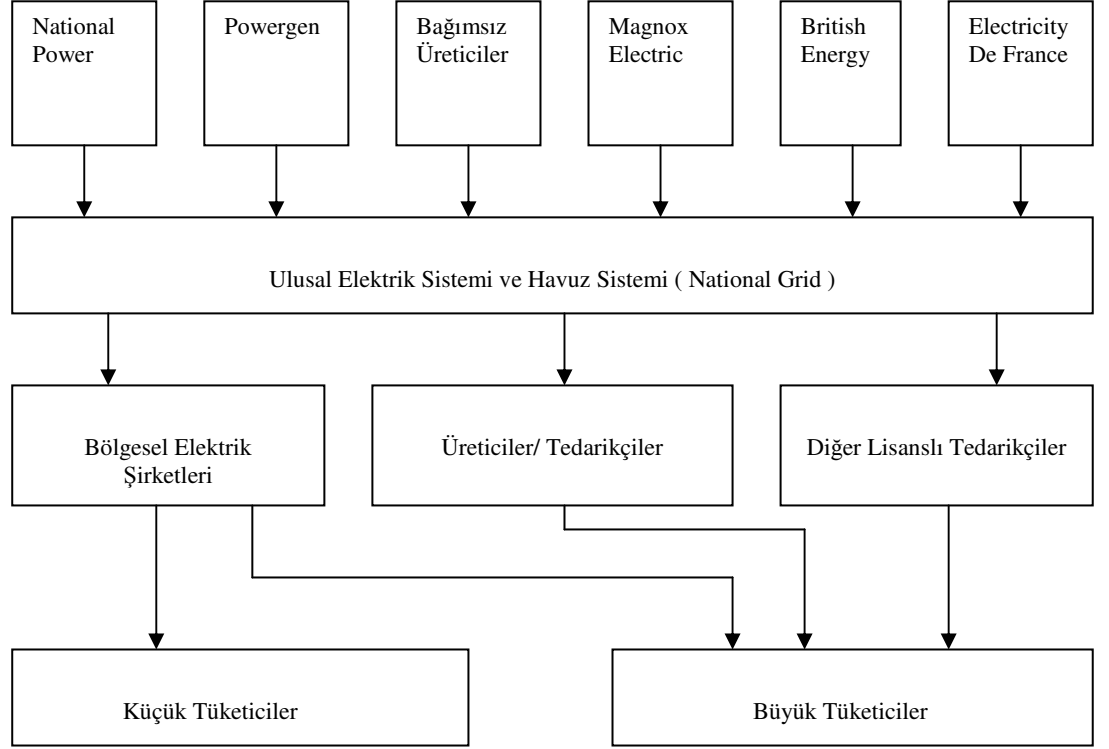 National
Power
Powergen
Bağımsız
Üreticiler
Magnox
Electric
British
Energy
Electricity
De France
Ulusal Elektrik Sistemi ve Havuz Sistemi ( National Grid )
Bölgesel Elektrik
Şirketleri
Üreticiler/ Tedarikçiler
Diğer Lisanslı Tedarikçiler
Küçük Tüketiciler
Büyük Tüketiciler